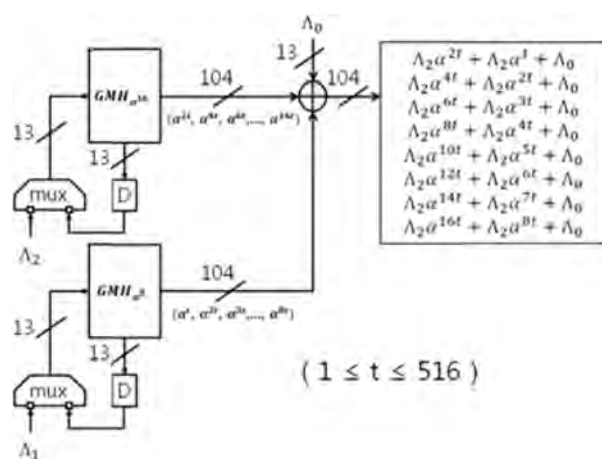 Λ₀
13
104
104
GMH_α¹⁶
(α²ᵗ, α⁴ᵗ, α⁶ᵗ,..., α¹⁶ᵗ)
13
13
D
mux
Λ₂
Λ₂α²ᵗ + Λ₂αᵗ + Λ₀
Λ₂α⁴ᵗ + Λ₂α²ᵗ + Λ₀
Λ₂α⁶ᵗ + Λ₂α³ᵗ + Λ₀
Λ₂α⁸ᵗ + Λ₂α⁴ᵗ + Λ₀
Λ₂α¹⁰ᵗ + Λ₂α⁵ᵗ + Λ₀
Λ₂α¹²ᵗ + Λ₂α⁶ᵗ + Λ₀
Λ₂α¹⁴ᵗ + Λ₂α⁷ᵗ + Λ₀
Λ₂α¹⁶ᵗ + Λ₂α⁸ᵗ + Λ₀
GMH_α⁸
104
(αᵗ, α²ᵗ, α³ᵗ,..., α⁸ᵗ)
13
13
D
mux
Λ₁
( 1 ≤ t ≤ 516 )